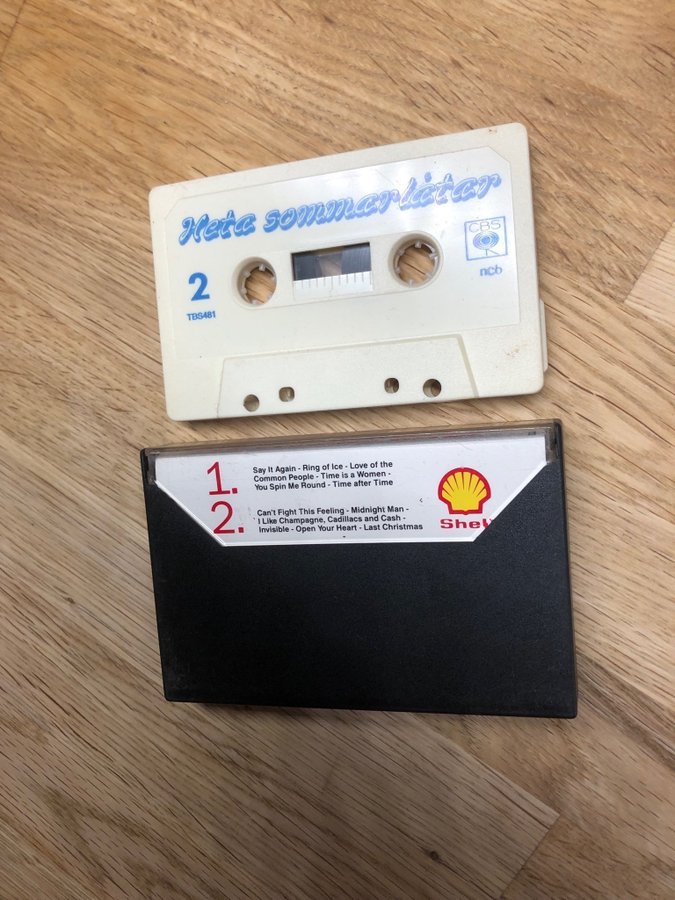 Heta sommarlåtar
CBS
ncb
2
TBS481
1.
Say It Again - Ring of Ice - Love of the
Common People - Time is a Women -
You Spin Me Round - Time after Time
2.
Can't Fight This Feeling - Midnight Man -
I Like Champagne, Cadillacs and Cash -
Invisible - Open Your Heart - Last Christmas
Shell